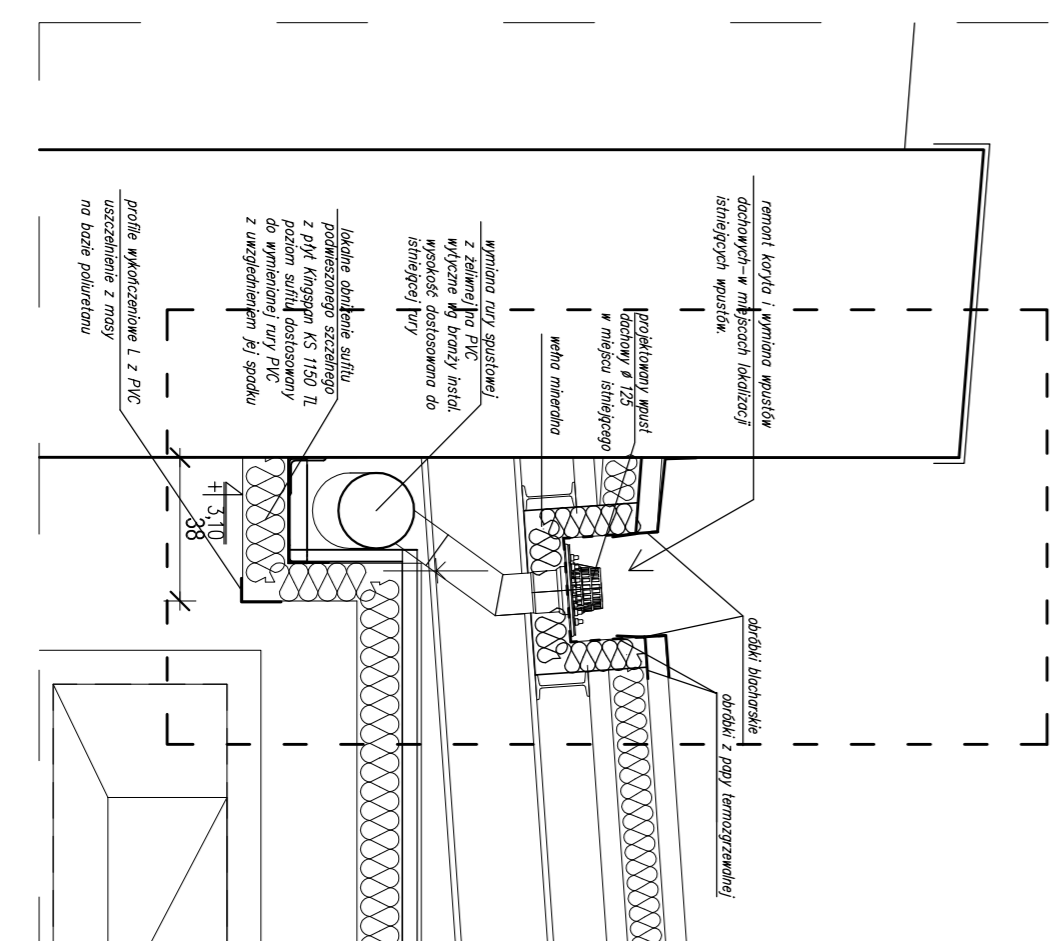 remont koryta i wymiana wpustów
dachowych-w miejscach lokalizacji
istniejących wpustów.
projektowany wpust
dachowy ø 125
w miejscu istniejącego
wełna mineralna
wymiana rury spustowej
z żeliwnej na PVC
wytyczne wg branży instal.
wysokość dostosowana do
istniejącej rury
lokalne obniżenie sufitu
podwieszonego szczelnego
z płyt Kingspan KS 1150 TL
poziom sufitu dostosowany
do wymienianej rury PVC
z uwzględnieniem jej spadku
profile wykończeniowe L z PVC
uszczelnienie z masy
na bazie poliuretanu
obróbki blacharskie
obróbki z papy termozgrzewalnej
+ 3,10
38